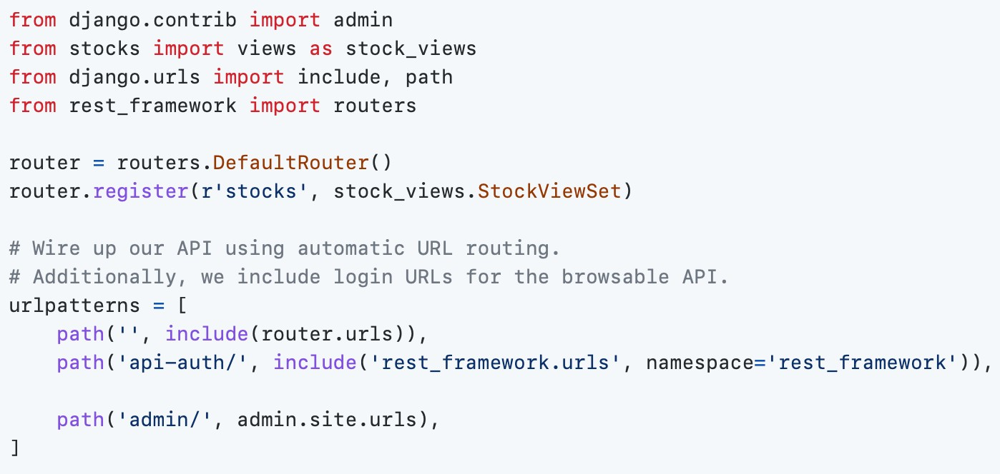 from django.contrib import admin
from stocks import views as stock_views
from django.urls import include, path
from rest_framework import routers

router = routers.DefaultRouter()
router.register(r'stocks', stock_views.StockViewSet)

# Wire up our API using automatic URL routing.
# Additionally, we include login URLs for the browsable API.
urlpatterns = [
    path('', include(router.urls)),
    path('api-auth/', include('rest_framework.urls', namespace='rest_framework')),

    path('admin/', admin.site.urls),
]